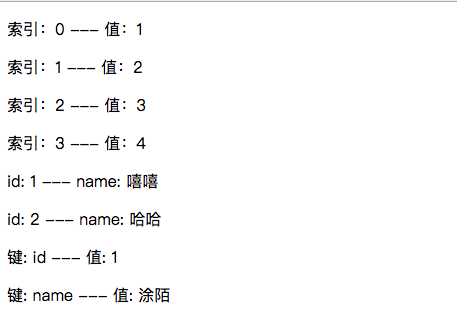 索引：0 --- 值：1
索引：1 --- 值：2
索引：2 --- 值：3
索引：3 --- 值：4
id: 1 --- name: 嘻嘻
id: 2 --- name: 哈哈
键: id --- 值: 1
键: name --- 值: 涂陌